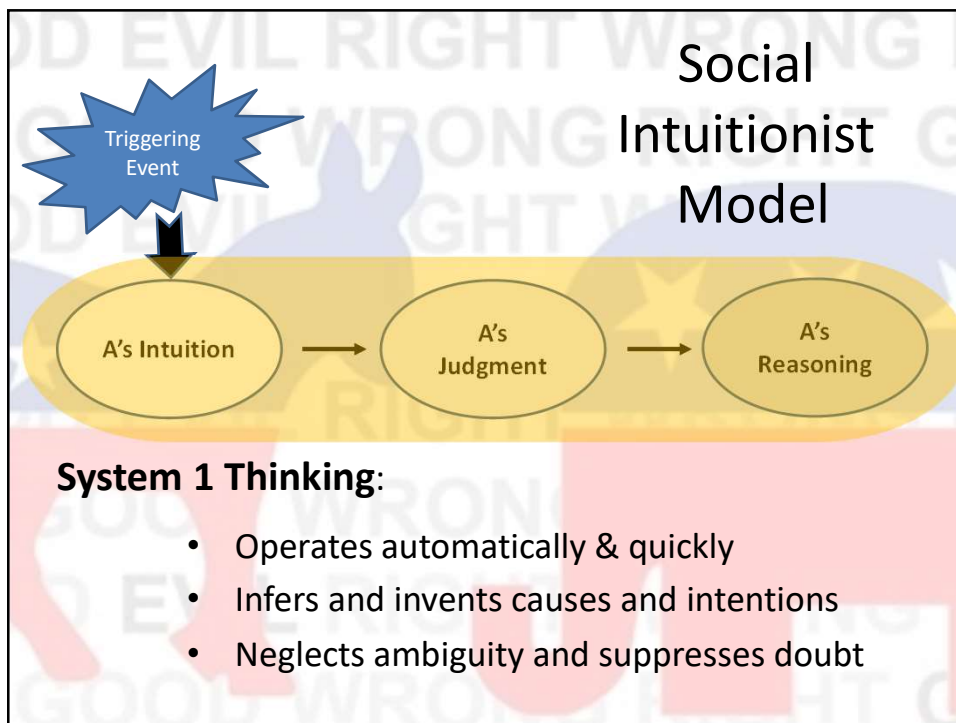 Social
Intuitionist
Model
Triggering
Event
A's Intuition
A's
Judgment
A's
Reasoning
System 1 Thinking:
• Operates automatically & quickly
• Infers and invents causes and intentions
• Neglects ambiguity and suppresses doubt